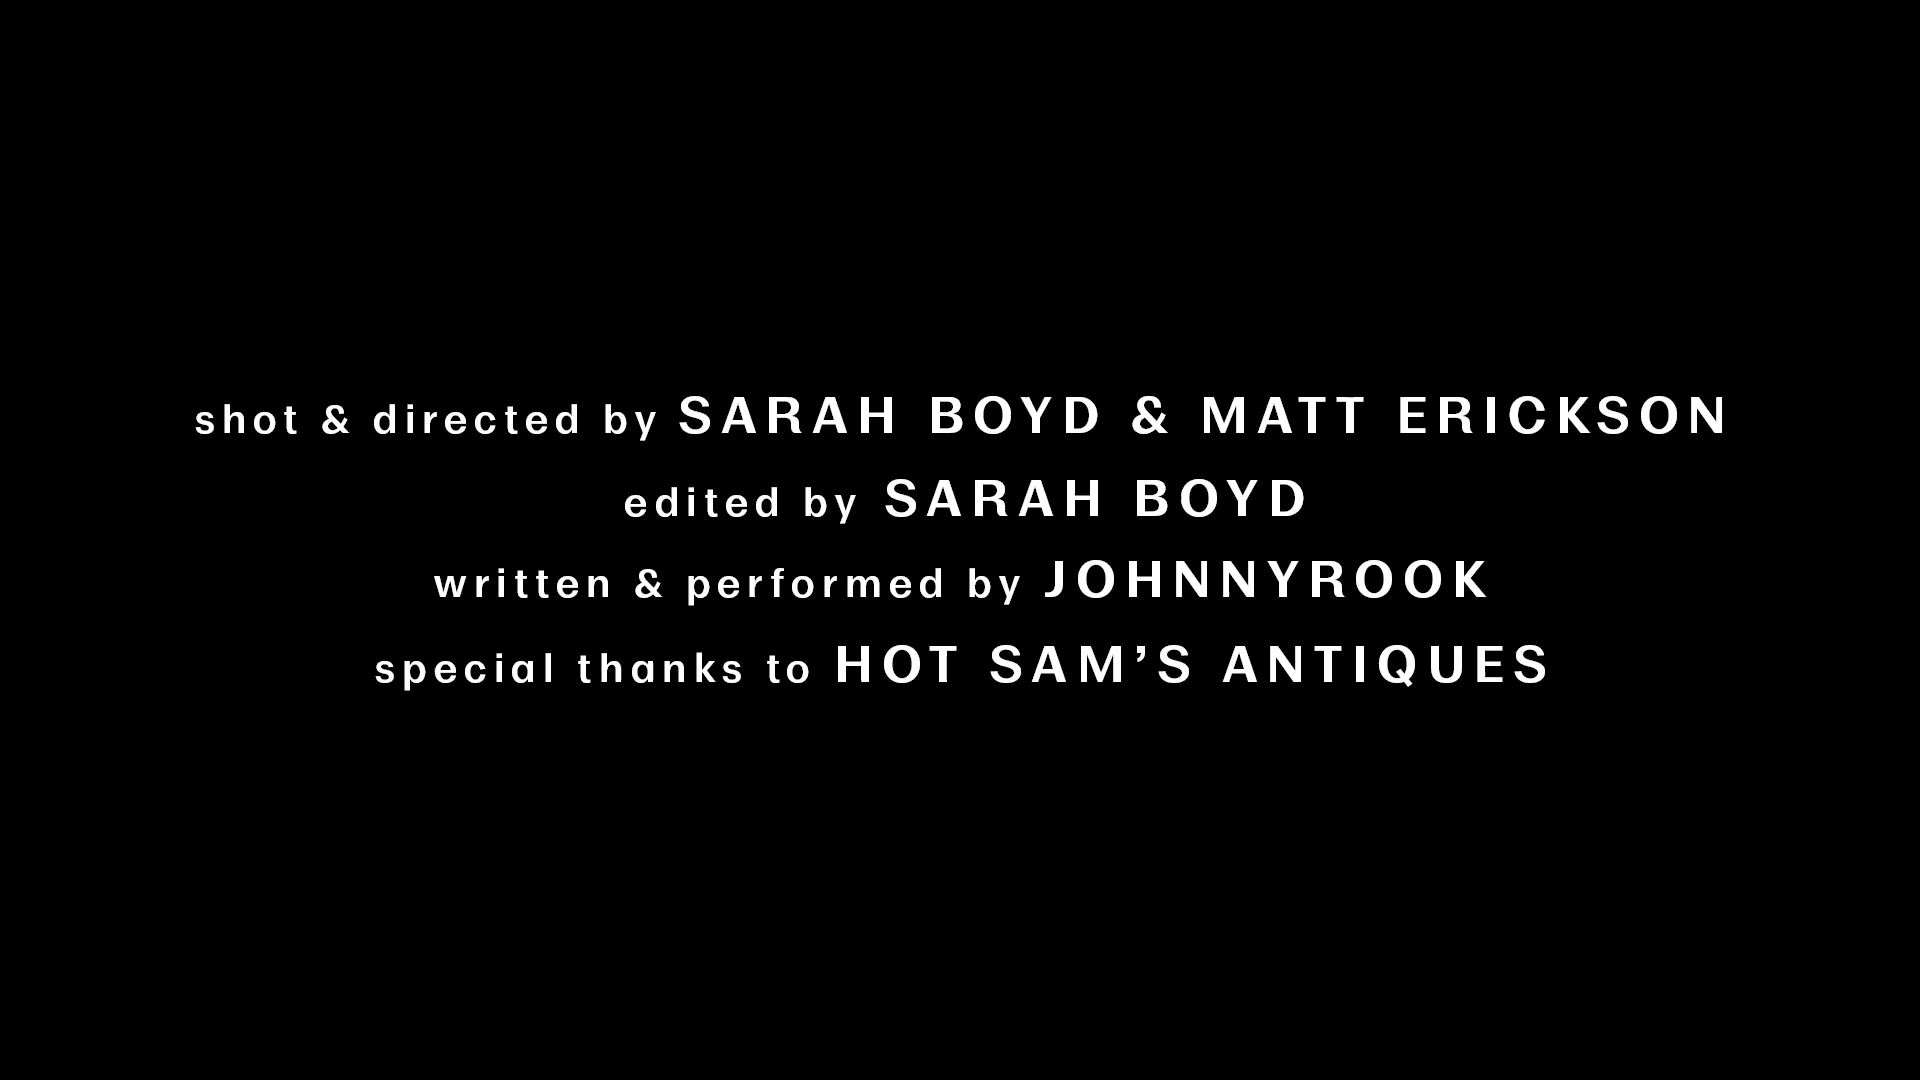 shot & directed by SARAH BOYD & MATT ERICKSON
edited by SARAH BOYD
written & performed by JOHNNYROOK
special thanks to HOT SAM’S ANTIQUES